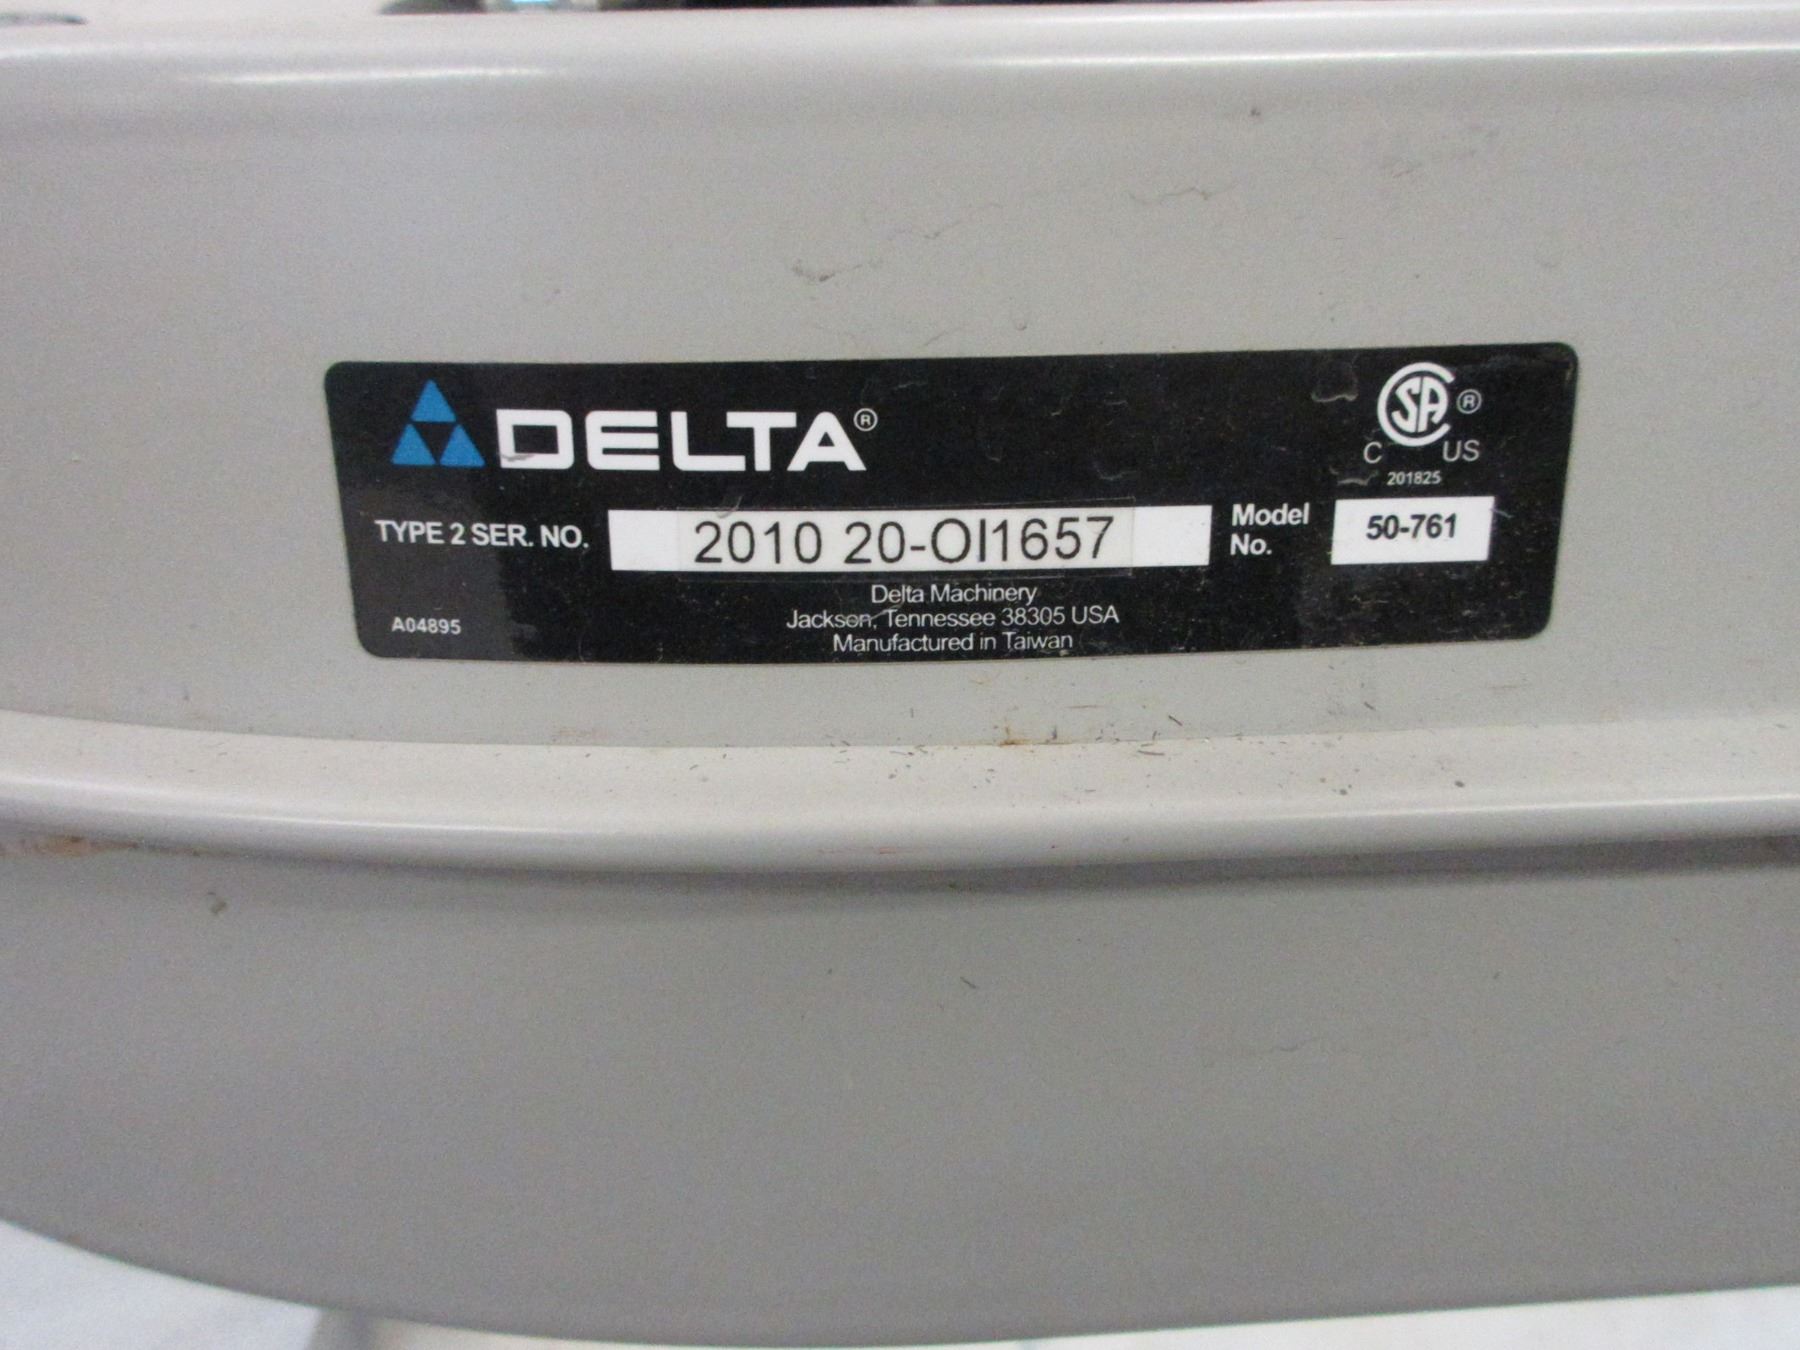 DELTA®
CSA®
C US
201825
TYPE 2 SER. NO. 2010 20-OI1657 Model No. 50-761
Delta Machinery
Jackson, Tennessee 38305 USA
A04895
Manufactured in Taiwan